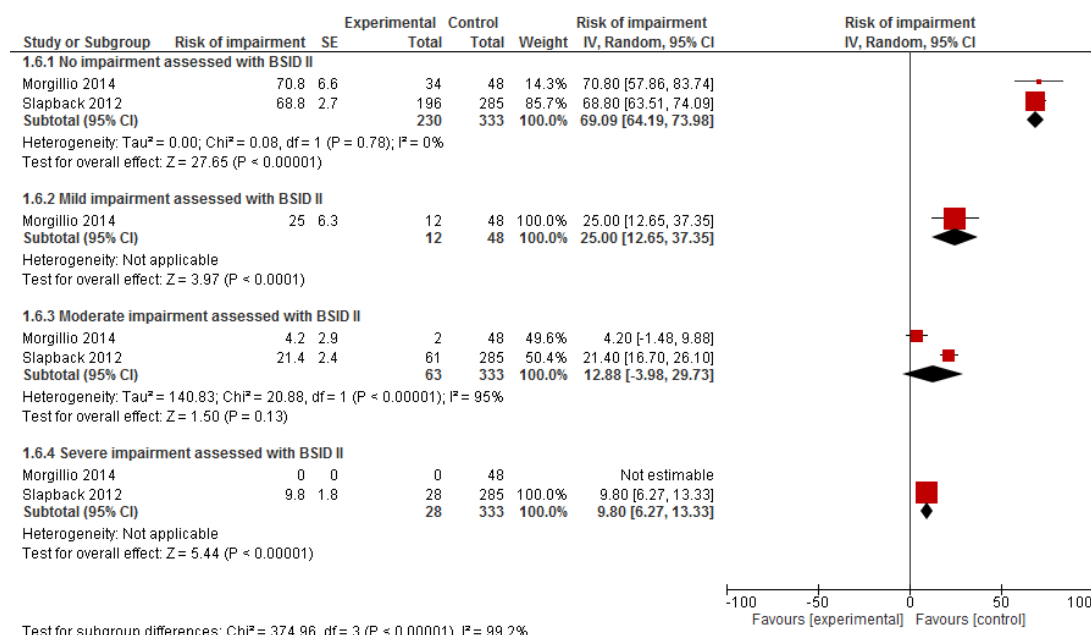 Experimental Control Risk of impairment Risk of impairment
Study or Subgroup Risk of impairment SE Total Total Weight IV, Random, 95% CI IV, Random, 95% CI
1.6.1 No impairment assessed with BSID II
Morgillio 2014 70.8 6.6 34 48 14.3% 70.80 [57.86, 83.74]
Slapback 2012 68.8 2.7 196 285 85.7% 68.80 [63.51, 74.09]
Subtotal (95% CI) 230 333 100.0% 69.09 [64.19, 73.98]
Heterogeneity: Tau² = 0.00; Chi² = 0.08, df = 1 (P = 0.78); I² = 0%
Test for overall effect: Z = 27.65 (P < 0.00001)
1.6.2 Mild impairment assessed with BSID II
Morgillio 2014 25 6.3 12 48 100.0% 25.00 [12.65, 37.35]
Subtotal (95% CI) 12 48 100.0% 25.00 [12.65, 37.35]
Heterogeneity: Not applicable
Test for overall effect: Z = 3.97 (P < 0.0001)
1.6.3 Moderate impairment assessed with BSID II
Morgillio 2014 4.2 2.9 2 48 49.6% 4.20 [-1.48, 9.88]
Slapback 2012 21.4 2.4 61 285 50.4% 21.40 [16.70, 26.10]
Subtotal (95% CI) 63 333 100.0% 12.88 [-3.98, 29.73]
Heterogeneity: Tau² = 140.83; Chi² = 20.88, df = 1 (P < 0.00001); I² = 95%
Test for overall effect: Z = 1.50 (P = 0.13)
1.6.4 Severe impairment assessed with BSID II
Morgillio 2014 0 0 0 48 Not estimable
Slapback 2012 9.8 1.8 28 285 100.0% 9.80 [6.27, 13.33]
Subtotal (95% CI) 28 333 100.0% 9.80 [6.27, 13.33]
Heterogeneity: Not applicable
Test for overall effect: Z = 5.44 (P < 0.00001)
-100 -50 0 50 100
Favours [experimental] Favours [control]
Test for subgroup differences: Chi² = 374.96, df = 3 (P < 0.00001), I² = 99.2%